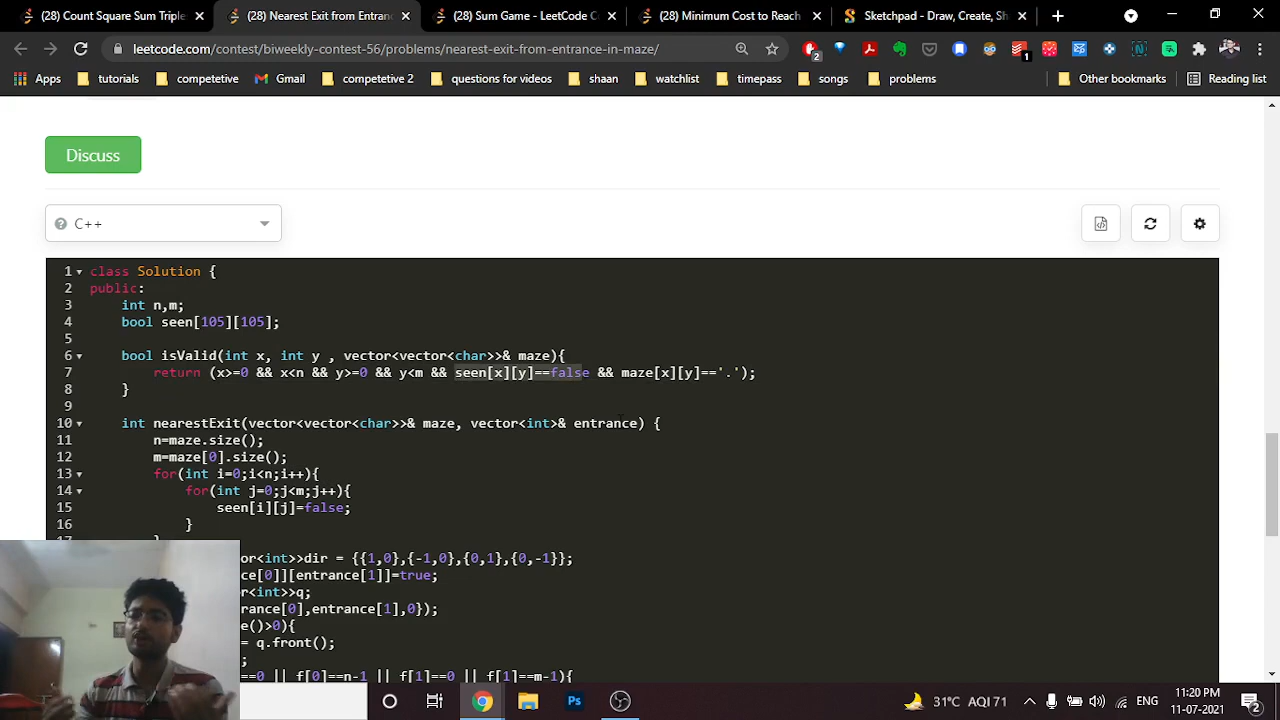 (28) Count Square Sum Triple
(28) Nearest Exit from Entranc
(28) Sum Game - LeetCode C
(28) Minimum Cost to Reach
Sketchpad - Draw, Create, Sh
leetcode.com/contest/biweekly-contest-56/problems/nearest-exit-from-entrance-in-maze/
2
1
Apps tutorials competetive Gmail competetive 2 questions for videos shaan watchlist timepass songs problems Other bookmarks Reading list
Discuss
C++
1 class Solution {
2 public:
3 int n,m;
4 bool seen[105][105];
5
6 bool isValid(int x, int y , vector<vector<char>>& maze){
7 return (x>=0 && x<n && y>=0 && y<m && seen[x][y]==false && maze[x][y]=='.');
8 }
9
10 int nearestExit(vector<vector<char>>& maze, vector<int>& entrance) {
11 n=maze.size();
12 m=maze[0].size();
13 for(int i=0;i<n;i++){
14 for(int j=0;j<m;j++){
15 seen[i][j]=false;
16 }
or<int>>dir = {{1,0},{-1,0},{0,1},{0,-1}};
ce[0]][entrance[1]]=true;
r<int>>q;
rance[0],entrance[1],0});
e()>0){
= q.front();
;
==0 || f[0]==n-1 || f[1]==0 || f[1]==m-1){
31°C AQI 71
ENG
11:20 PM
11-07-2021
2